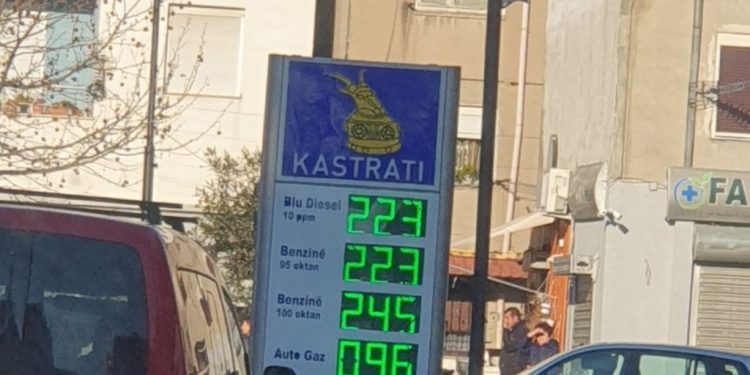 KASTRATI
Blu Diesel 223
10 ppm
Benzinë 223
95 oktan
Benzinë 245
100 oktan
Auto Gaz 096
FA